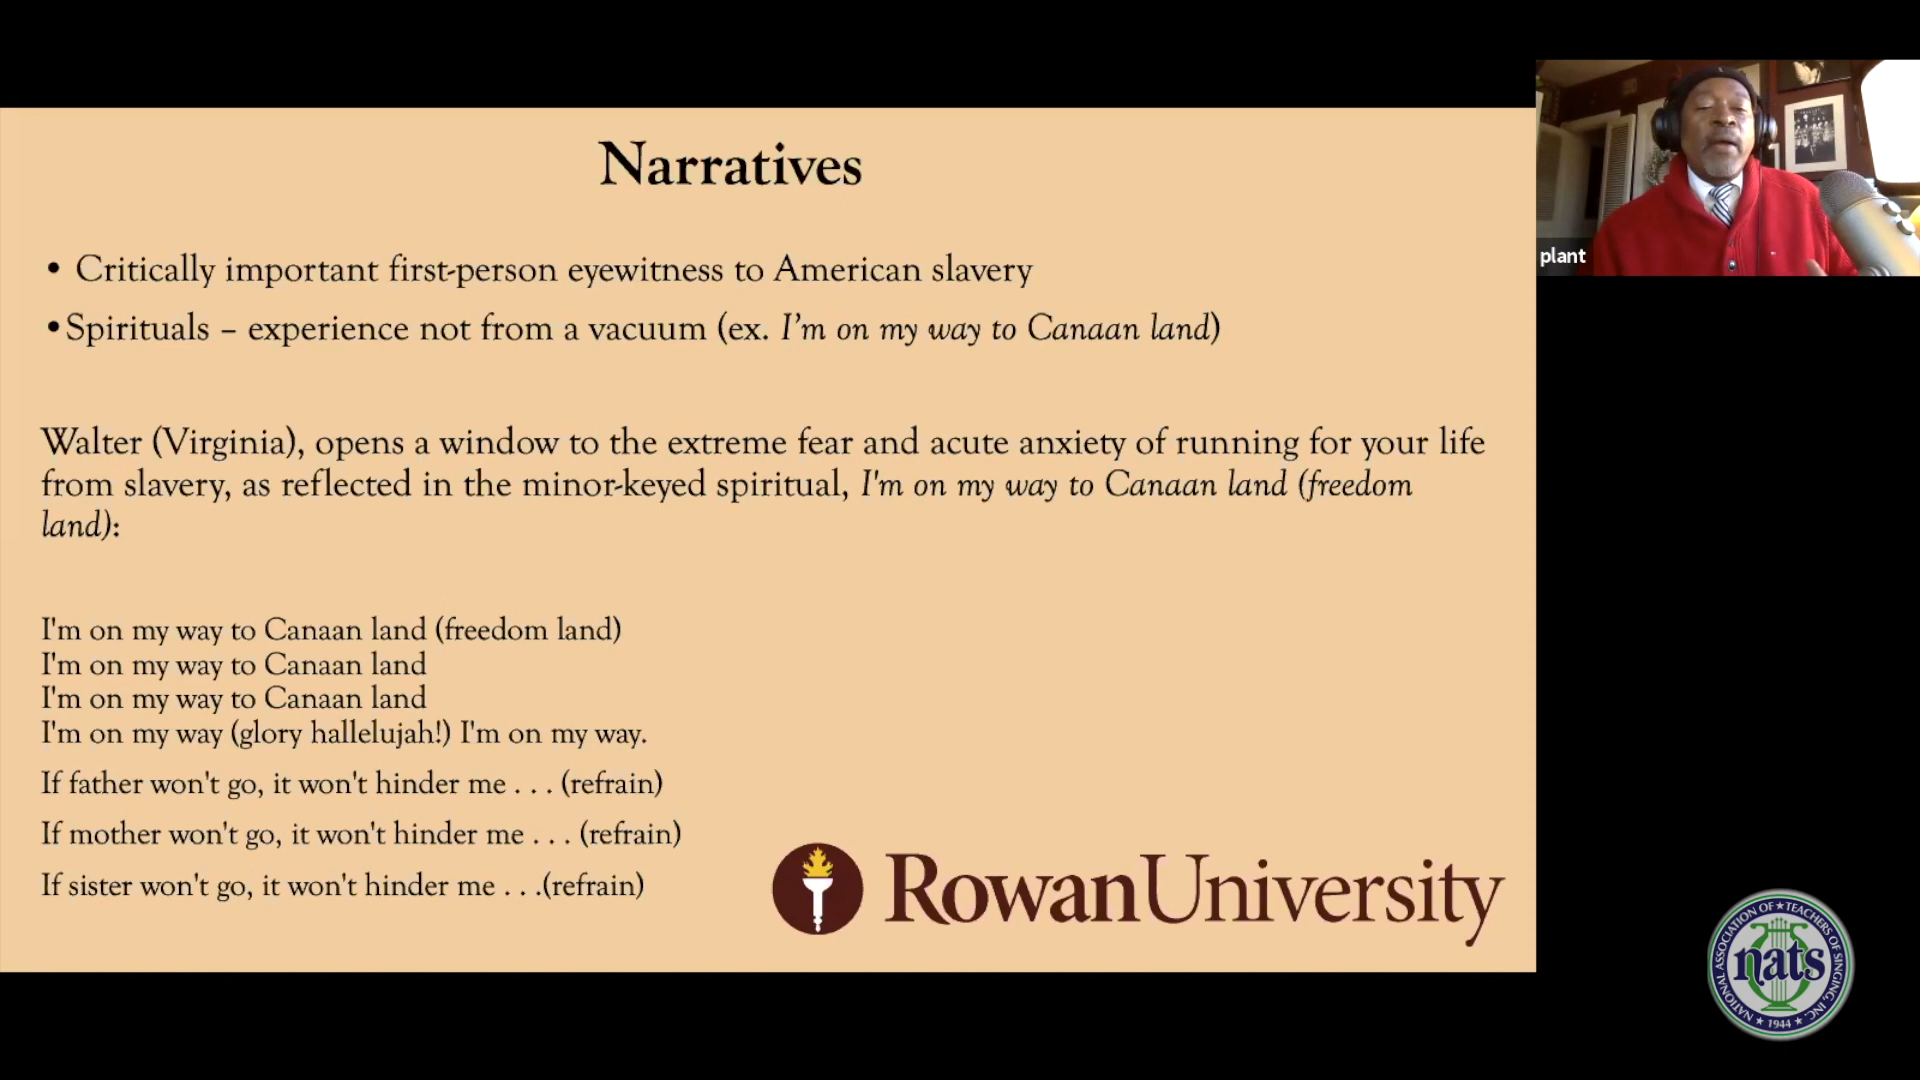 Narratives
• Critically important first-person eyewitness to American slavery
• Spirituals – experience not from a vacuum (ex. I'm on my way to Canaan land)
Walter (Virginia), opens a window to the extreme fear and acute anxiety of running for your life
from slavery, as reflected in the minor-keyed spiritual, I'm on my way to Canaan land (freedom
land):
I'm on my way to Canaan land (freedom land)
I'm on my way to Canaan land
I'm on my way to Canaan land
I'm on my way (glory hallelujah!) I'm on my way.
If father won't go, it won't hinder me . . . (refrain)
If mother won't go, it won't hinder me . . . (refrain)
If sister won't go, it won't hinder me . . .(refrain)
RowanUniversity
plant
NATIONAL ASSOCIATION OF ★ TEACHERS OF SINGING, INC.
nats
★ 1944 ★